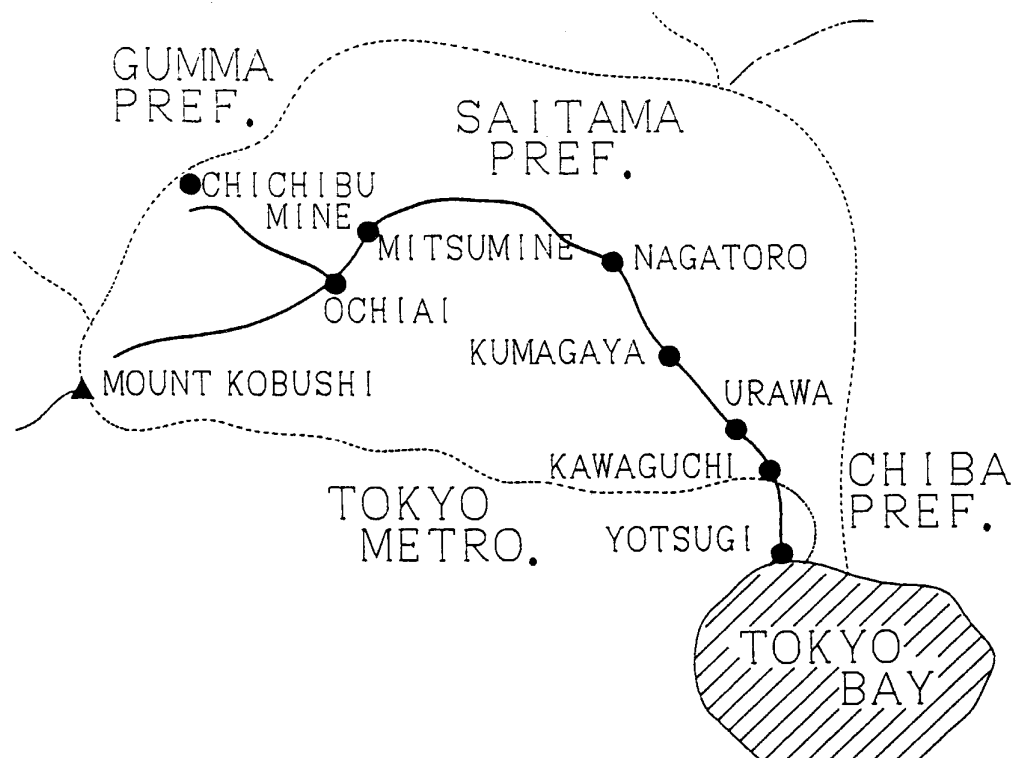 GUMMA
PREF.
SAITAMA
PREF.
CHICHIBU
MINE
MITSUMINE
NAGATORO
OCHIAI
KUMAGAYA
MOUNT KOBUSHI
URAWA
KAWAGUCHI
CHIBA
PREF.
TOKYO
METRO.
YOTSUGI
TOKYO
BAY